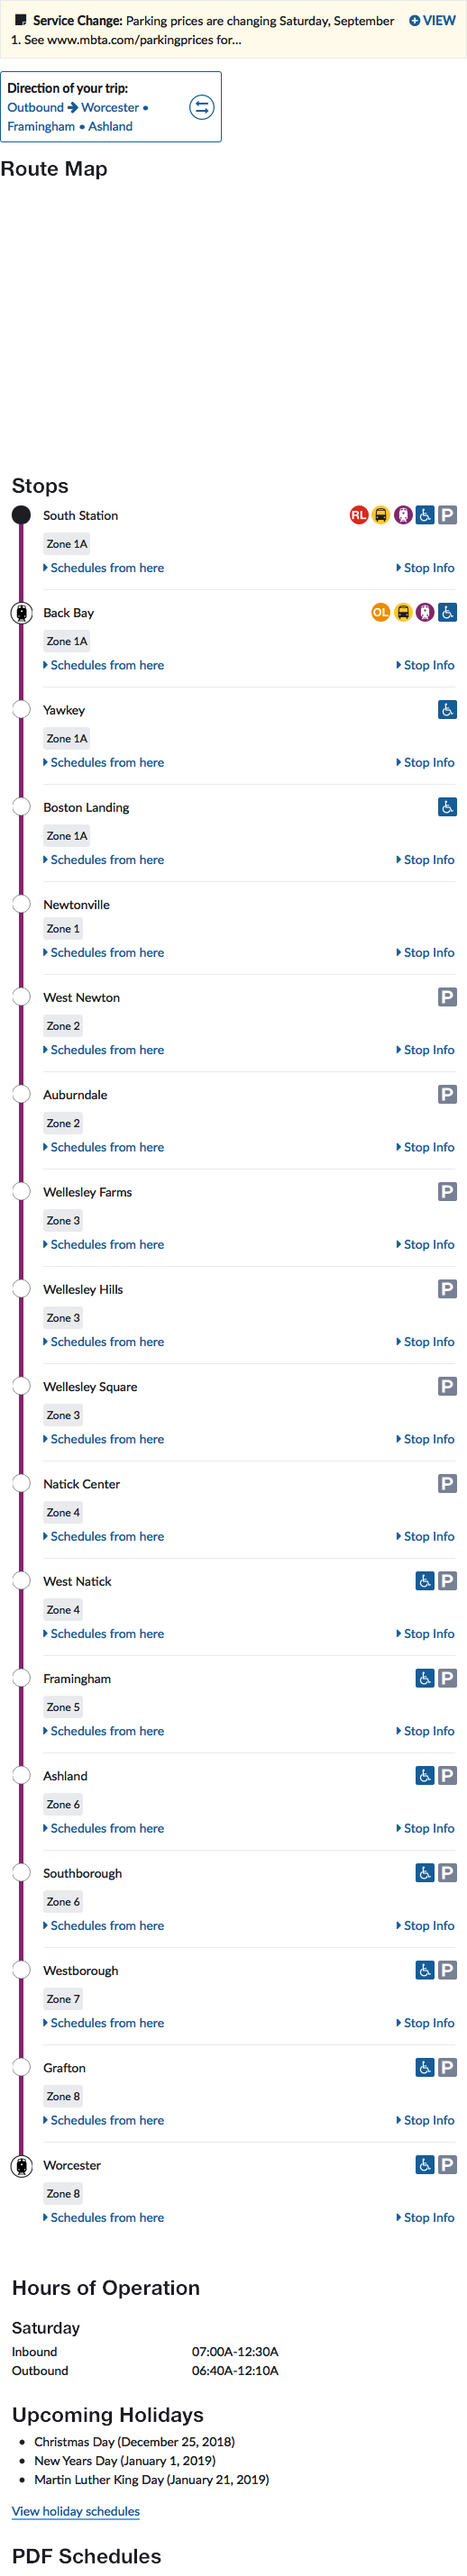 Service Change: Parking prices are changing Saturday, September VIEW
1. See www.mbta.com/parkingprices for...
Direction of your trip:
Outbound → Worcester •
Framingham • Ashland
Route Map
Stops
South Station RL P
Zone 1A
Schedules from here Stop Info
Back Bay OL
Zone 1A
Schedules from here Stop Info
Yawkey
Zone 1A
Schedules from here Stop Info
Boston Landing
Zone 1A
Schedules from here Stop Info
Newtonville
Zone 1
Schedules from here Stop Info
West Newton P
Zone 2
Schedules from here Stop Info
Auburndale P
Zone 2
Schedules from here Stop Info
Wellesley Farms P
Zone 3
Schedules from here Stop Info
Wellesley Hills P
Zone 3
Schedules from here Stop Info
Wellesley Square P
Zone 3
Schedules from here Stop Info
Natick Center P
Zone 4
Schedules from here Stop Info
West Natick P
Zone 4
Schedules from here Stop Info
Framingham P
Zone 5
Schedules from here Stop Info
Ashland P
Zone 6
Schedules from here Stop Info
Southborough P
Zone 6
Schedules from here Stop Info
Westborough P
Zone 7
Schedules from here Stop Info
Grafton P
Zone 8
Schedules from here Stop Info
Worcester P
Zone 8
Schedules from here Stop Info
Hours of Operation
Saturday
Inbound 07:00A-12:30A
Outbound 06:40A-12:10A
Upcoming Holidays
• Christmas Day (December 25, 2018)
• New Years Day (January 1, 2019)
• Martin Luther King Day (January 21, 2019)
View holiday schedules
PDF Schedules